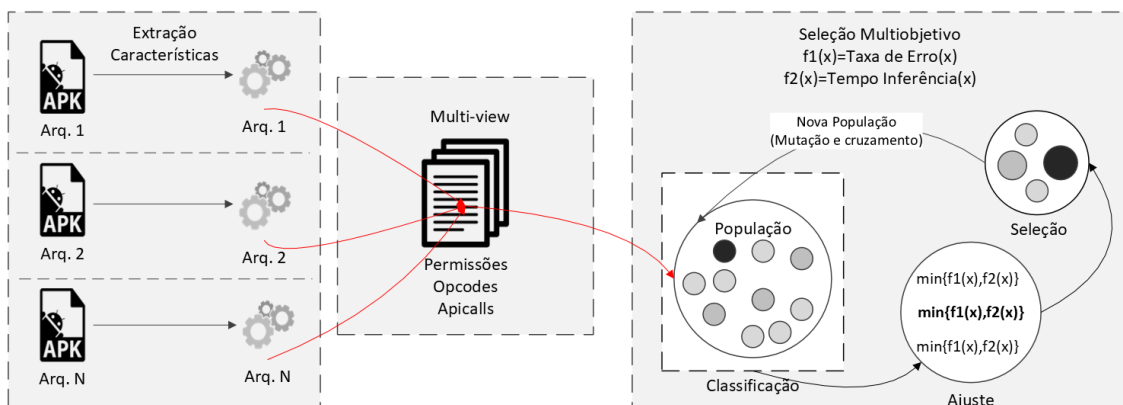 Extração
Características
APK
Arq. 1
Arq. 1
APK
Arq. 2
Arq. 2
APK
Arq. N
Arq. N
Multi-view
Permissões
Opcodes
Apicalls
Seleção Multiobjetivo
f1(x)=Taxa de Erro(x)
f2(x)=Tempo Inferência(x)
Nova População
(Mutação e cruzamento)
Seleção
População
Classificação
min{f1(x),f2(x)}
min{f1(x),f2(x)}
min{f1(x),f2(x)}
Ajuste